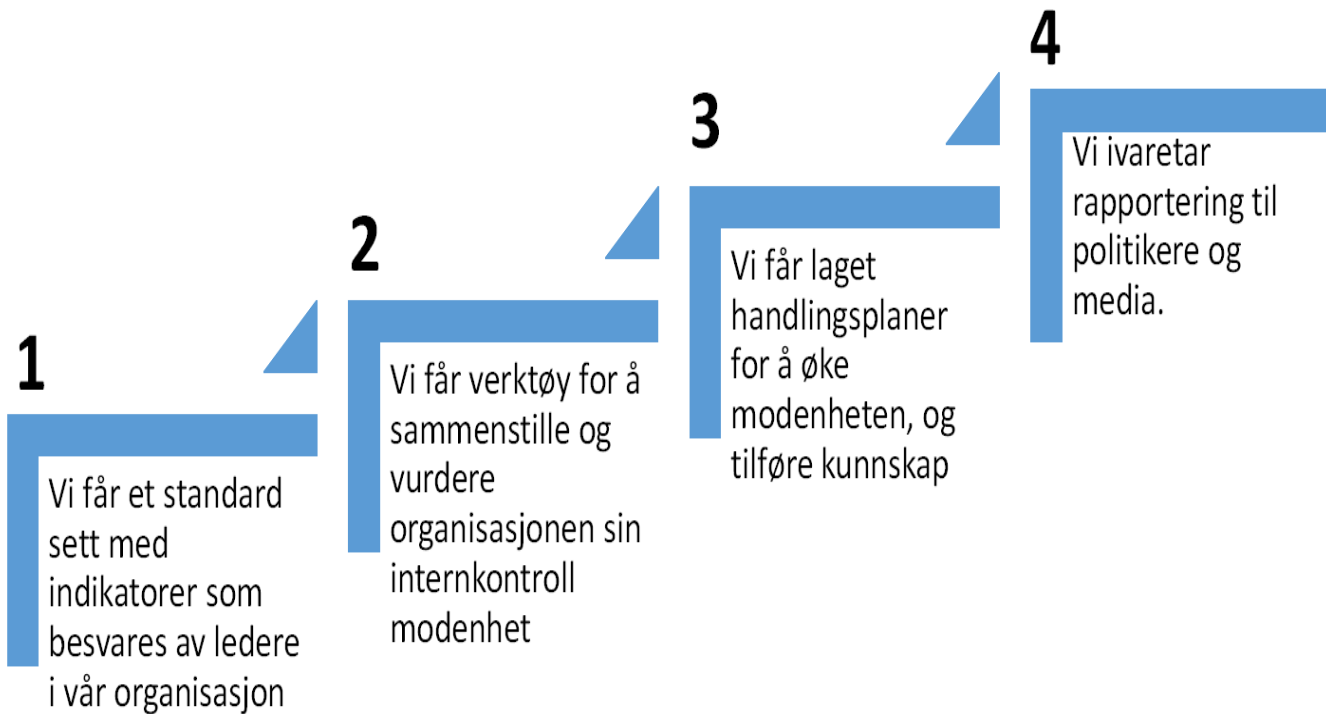 1
Vi får et standard
sett med
indikatorer som
besvares av ledere
i vår organisasjon
2
Vi får verktøy for å
sammenstille og
vurdere
organisasjonen sin
internkontroll
modenhet
3
Vi får laget
handlingsplaner
for å øke
modenheten, og
tilføre kunnskap
4
Vi ivaretar
rapportering til
politikere og
media.